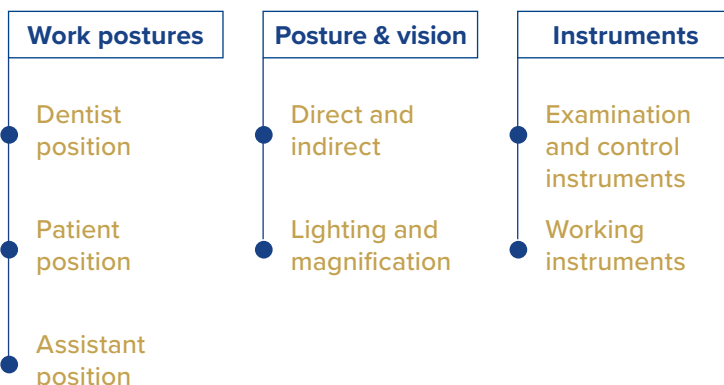 Work postures
Dentist
position
Patient
position
Assistant
position
Posture & vision
Direct and
indirect
Lighting and
magnification
Instruments
Examination
and control
instruments
Working
instruments